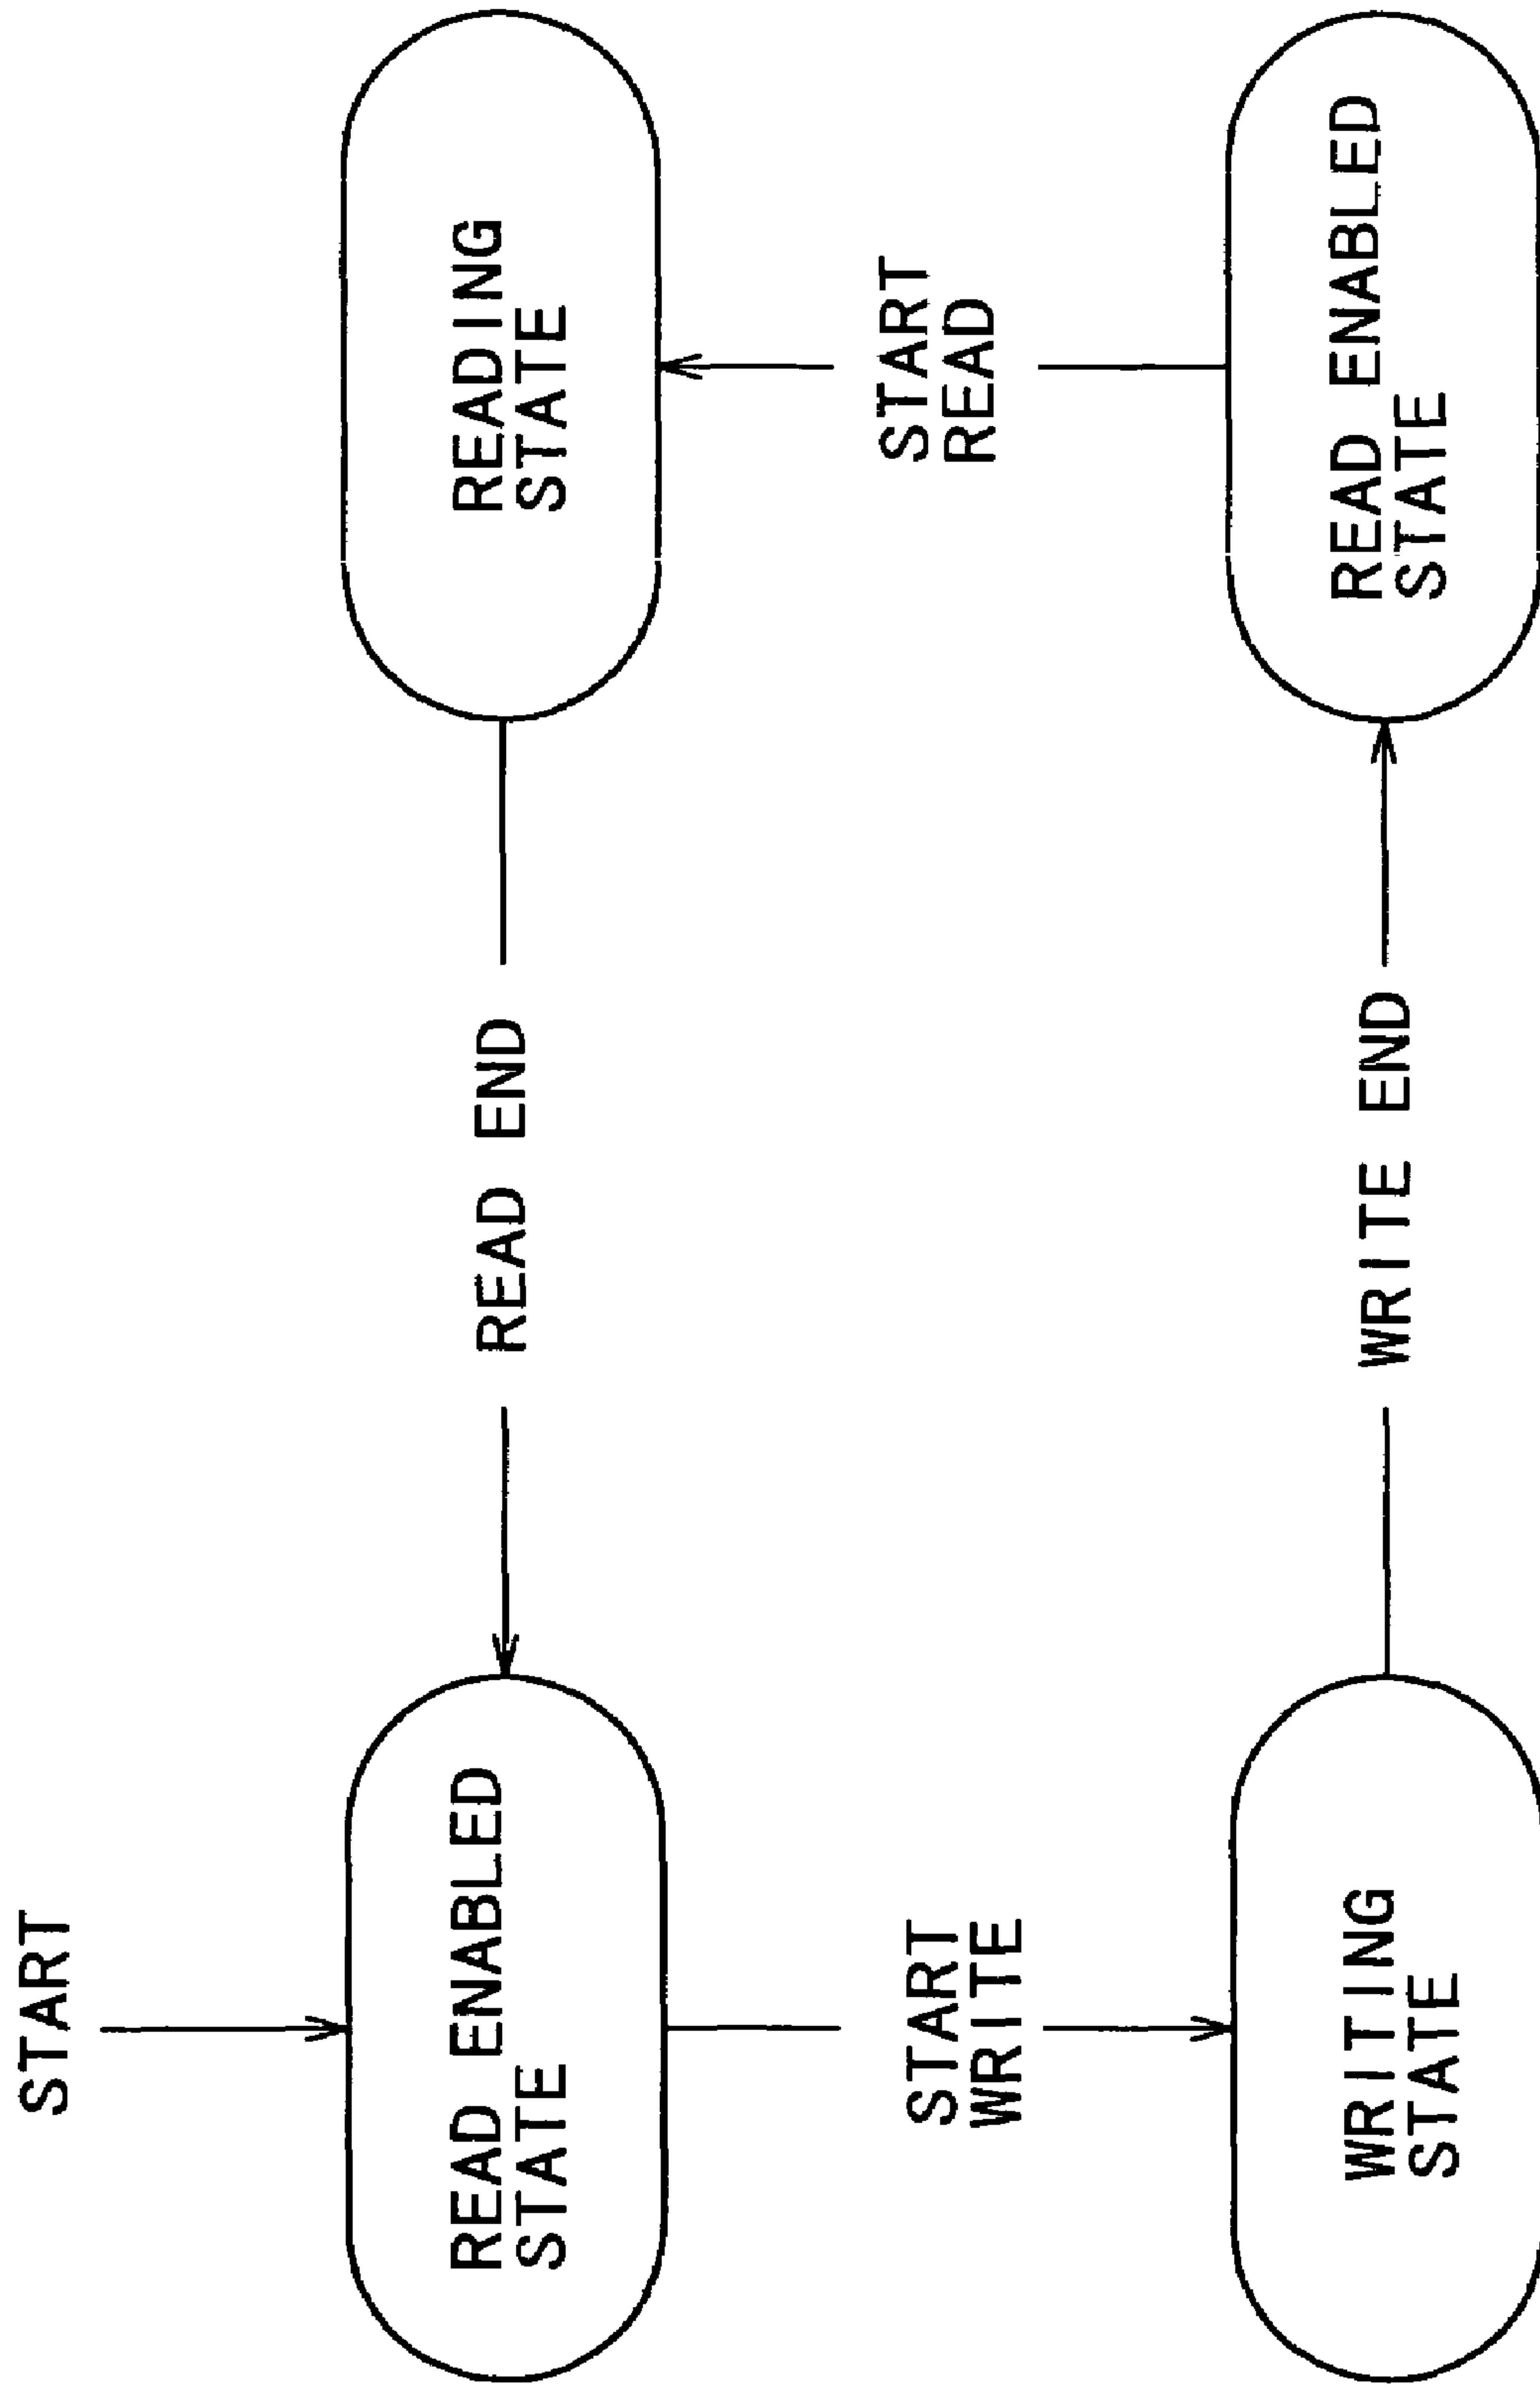 START
READ ENABLED
STATE
READ END
READING
STATE
START
WRITE
START
READ
WRITING
STATE
WRITE END
READ ENABLED
STATE